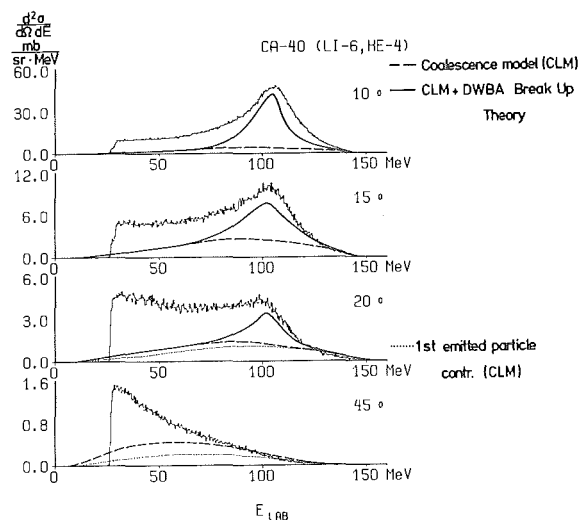 d²σ
dΩ dE
mb
sr·MeV
CA-40 (LI-6,HE-4)
Coalescence model (CLM)
CLM + DWBA Break Up
Theory
60.0
30.0
0.0
10 °
0 50 100 150 MeV
12.0
6.0
0.0
15 °
0 50 100 150 MeV
6.0
3.0
0.0
20 °
0 50 100 150 MeV
1st emitted particle
contr. (CLM)
1.6
0.8
0.0
45 °
0 50 100 150 MeV
E LAB